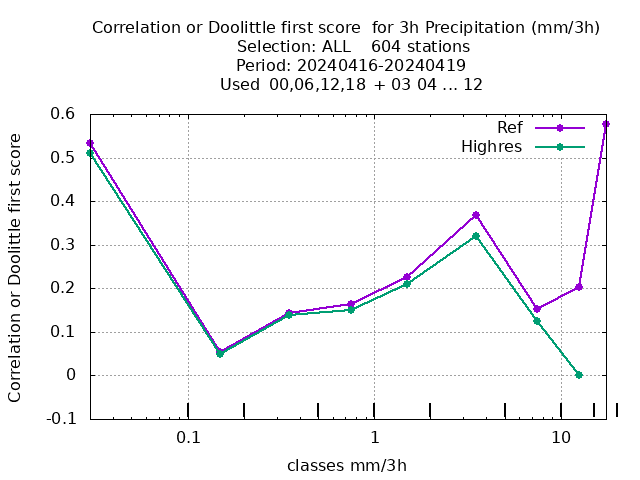 Correlation or Doolittle first score  for 3h Precipitation (mm/3h)
Selection: ALL    604 stations
Period: 20240416-20240419
Used  00,06,12,18  + 03 04 ... 12
Ref
Highres
0.6
0.5
0.4
0.3
0.2
0.1
0
-0.1
Correlation or Doolittle first score
0.1 1 10
classes mm/3h